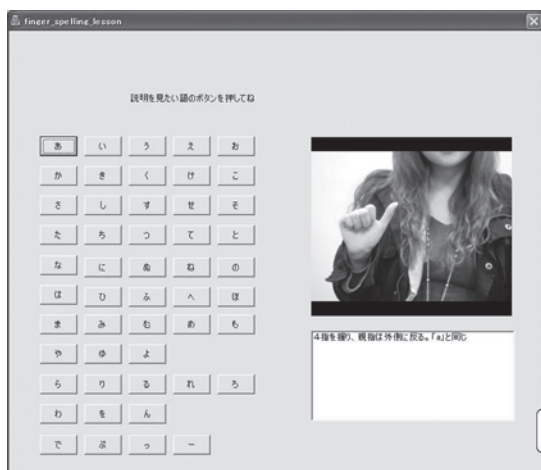 finger_spelling_lesson
説明を見たい語のボタンを押してね
あ い う え お
か き く け こ
さ し す せ そ
た ち つ て と
な に ぬ ね の
は ひ ふ へ ほ
ま み む め も
や ゆ よ
ら り る れ ろ
わ を ん
で ぷ っ ー
4指を握り、親指は外側に反る。「a」と同じ